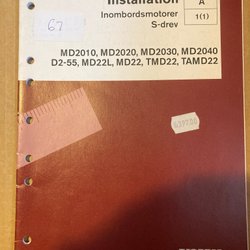 Installation
A
1(1)
67
Inombordsmotorer
S-drev
MD2010, MD2020, MD2030, MD2040
D2-55, MD22L, MD22, TMD22, TAMD22